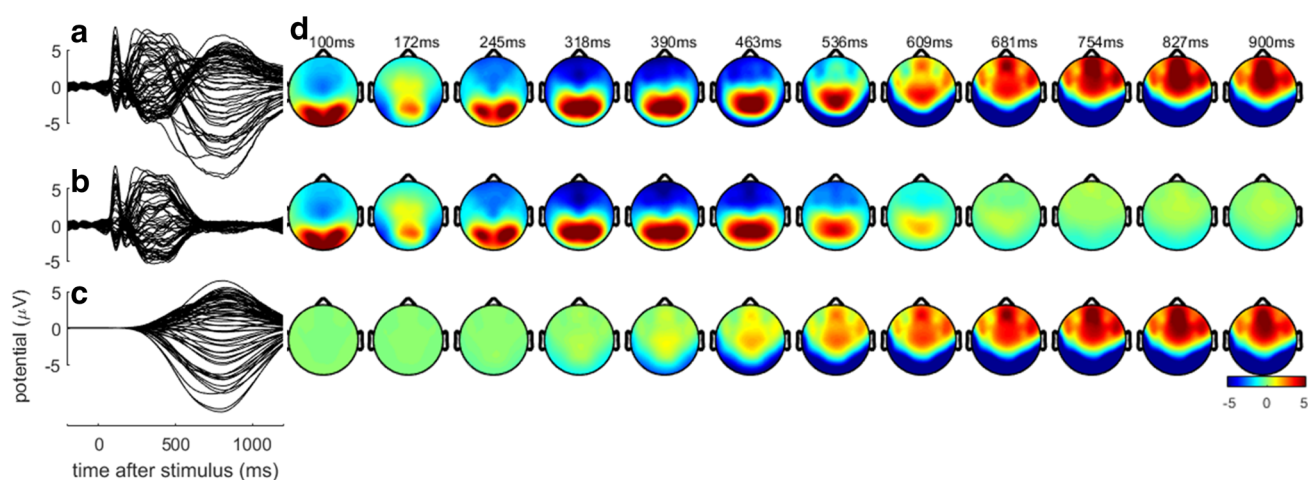 a
d
100ms 172ms 245ms 318ms 390ms 463ms 536ms 609ms 681ms 754ms 827ms 900ms
5
0
-5
b
5
0
-5
c
5
0
-5
potential (μV)
-5 0 5
0 500 1000
time after stimulus (ms)